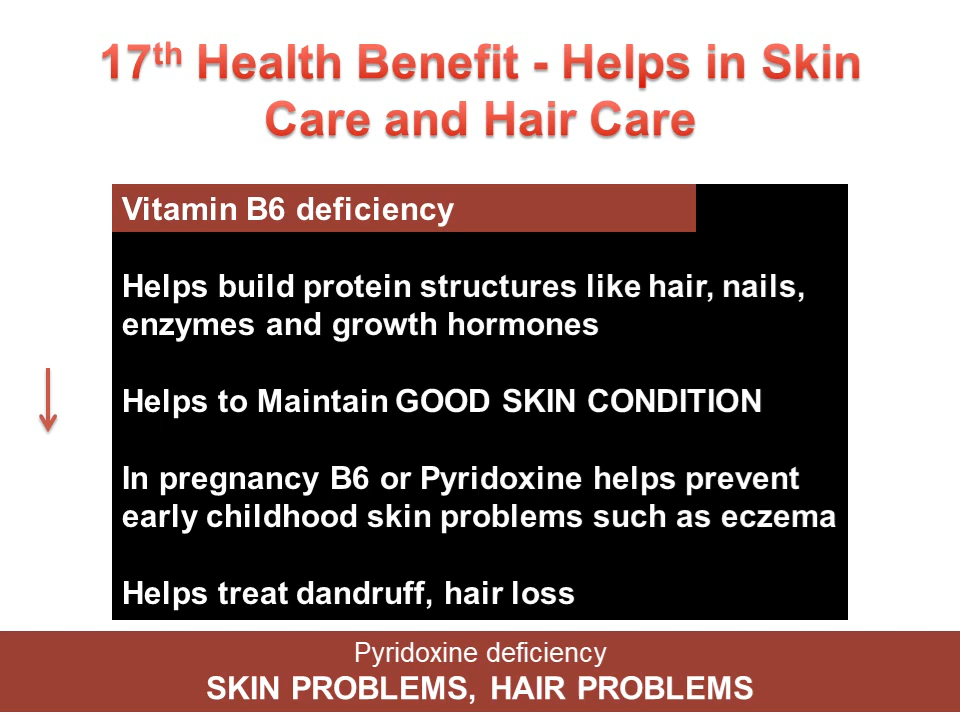 17th Health Benefit - Helps in Skin
Care and Hair Care
Vitamin B6 deficiency
Helps build protein structures like hair, nails,
enzymes and growth hormones
Helps to Maintain GOOD SKIN CONDITION
In pregnancy B6 or Pyridoxine helps prevent
early childhood skin problems such as eczema
Helps treat dandruff, hair loss
Pyridoxine deficiency
SKIN PROBLEMS, HAIR PROBLEMS